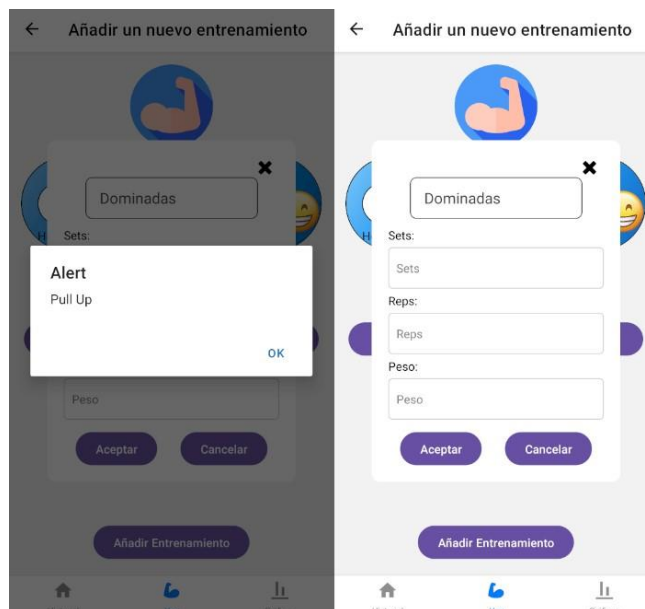 Añadir un nuevo entrenamiento
Dominadas
Sets:
Alert
Pull Up
OK
Peso
Aceptar Cancelar
Añadir Entrenamiento
Añadir un nuevo entrenamiento
Dominadas
Sets:
Sets
Reps:
Reps
Peso:
Peso
Aceptar Cancelar
Añadir Entrenamiento